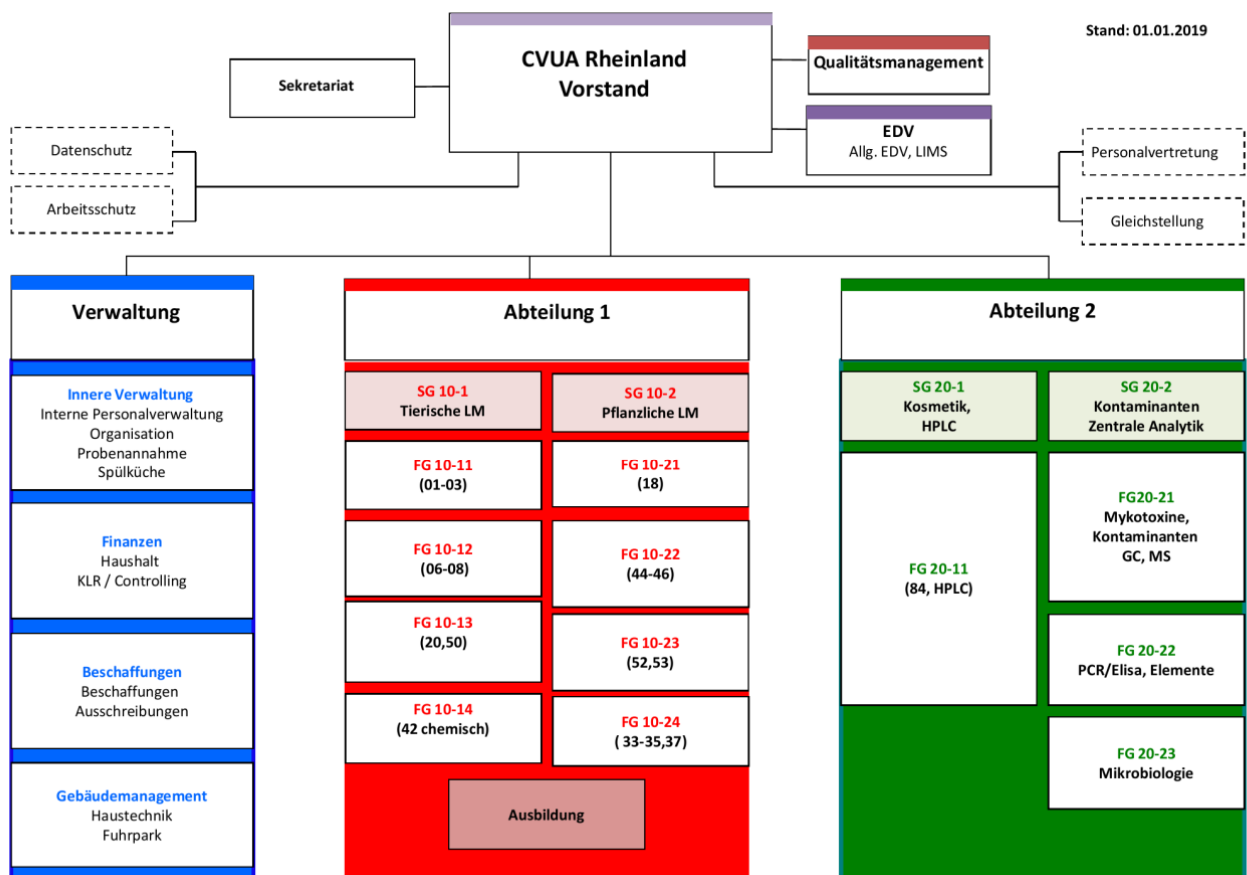 Stand: 01.01.2019
CVUA Rheinland
Vorstand
Sekretariat
Qualitätsmanagement
EDV
Allg. EDV, LIMS
Datenschutz
Arbeitsschutz
Personalvertretung
Gleichstellung
Verwaltung
Innere Verwaltung
Interne Personalverwaltung
Organisation
Probenannahme
Spülküche
Finanzen
Haushalt
KLR / Controlling
Beschaffungen
Beschaffungen
Ausschreibungen
Gebäudemanagement
Haustechnik
Fuhrpark
Abteilung 1
SG 10-1
Tierische LM
FG 10-11
(01-03)
FG 10-12
(06-08)
FG 10-13
(20,50)
FG 10-14
(42 chemisch)
SG 10-2
Pflanzliche LM
FG 10-21
(18)
FG 10-22
(44-46)
FG 10-23
(52,53)
FG 10-24
( 33-35,37)
Ausbildung
Abteilung 2
SG 20-1
Kosmetik,
HPLC
FG 20-11
(84, HPLC)
SG 20-2
Kontaminanten
Zentrale Analytik
FG20-21
Mykotoxine,
Kontaminanten
GC, MS
FG 20-22
PCR/Elisa, Elemente
FG 20-23
Mikrobiologie